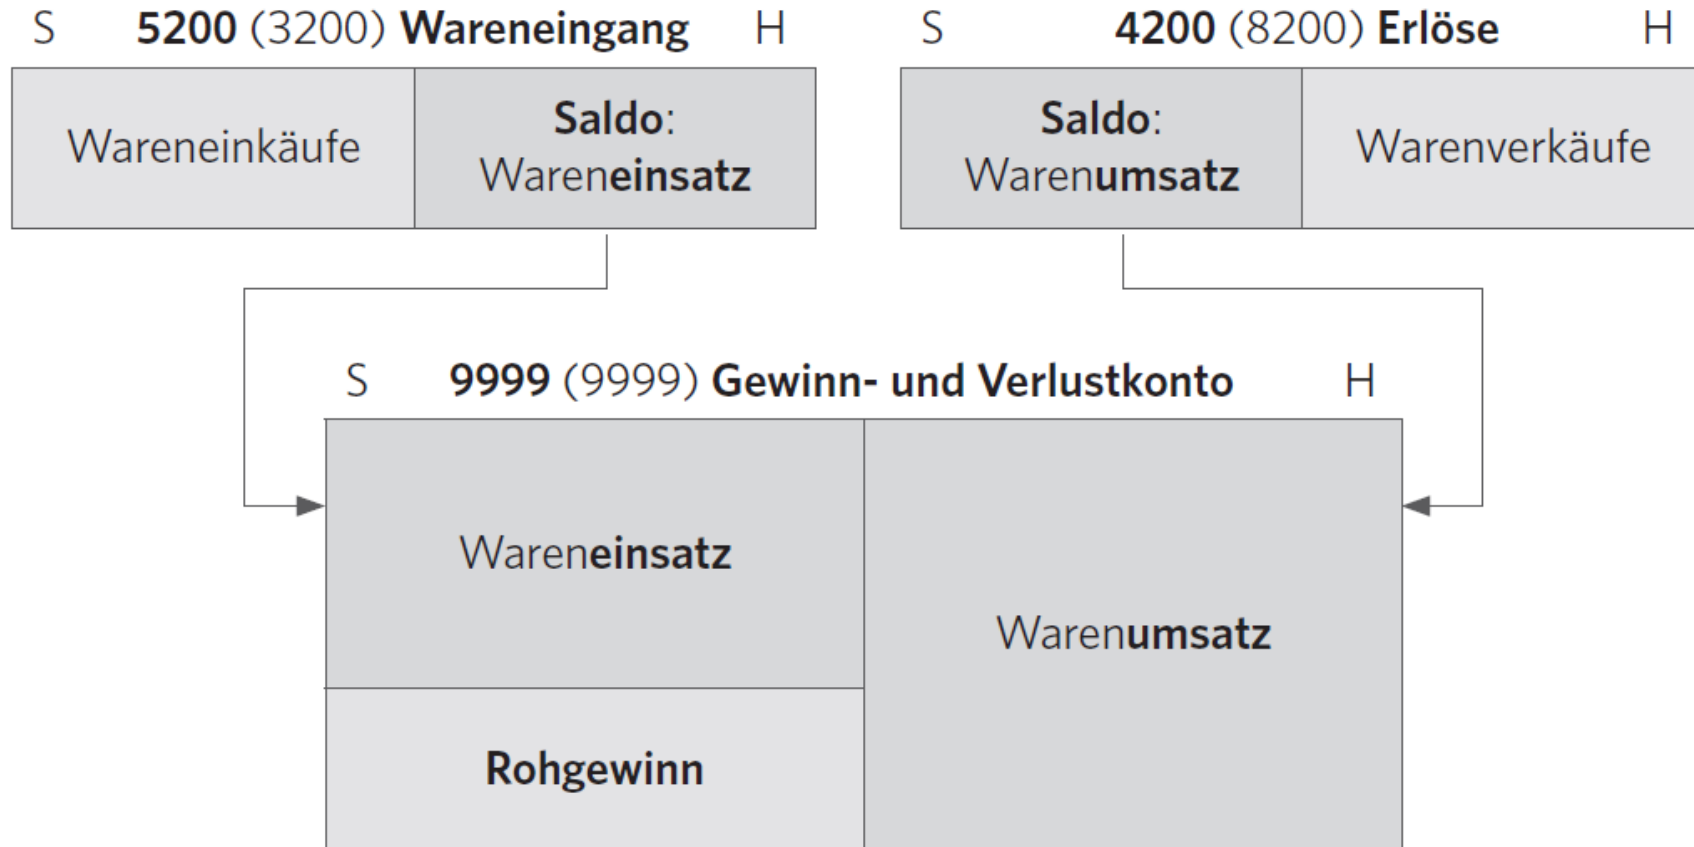 S 5200 (3200) Wareneingang H
S 4200 (8200) Erlöse H
Wareneinkäufe
Saldo:
Wareneinsatz
Saldo:
Warenumsatz
Warenverkäufe
S 9999 (9999) Gewinn- und Verlustkonto H
Wareneinsatz
Warenumsatz
Rohgewinn